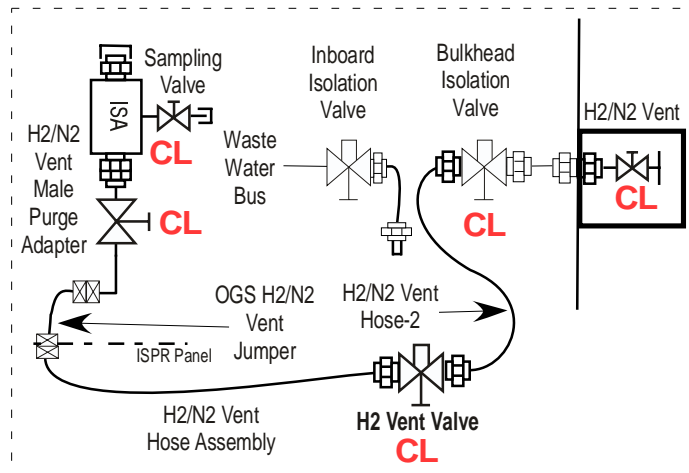 Sampling
Valve
ISA
CL
H2/N2
Vent
Male
Purge
Adapter
CL
Inboard
Isolation
Valve
Waste
Water
Bus
Bulkhead
Isolation
Valve
CL
H2/N2 Vent
CL
OGS H2/N2
Vent
Jumper
ISPR Panel
H2/N2 Vent
Hose-2
H2/N2 Vent
Hose Assembly
H2 Vent Valve
CL